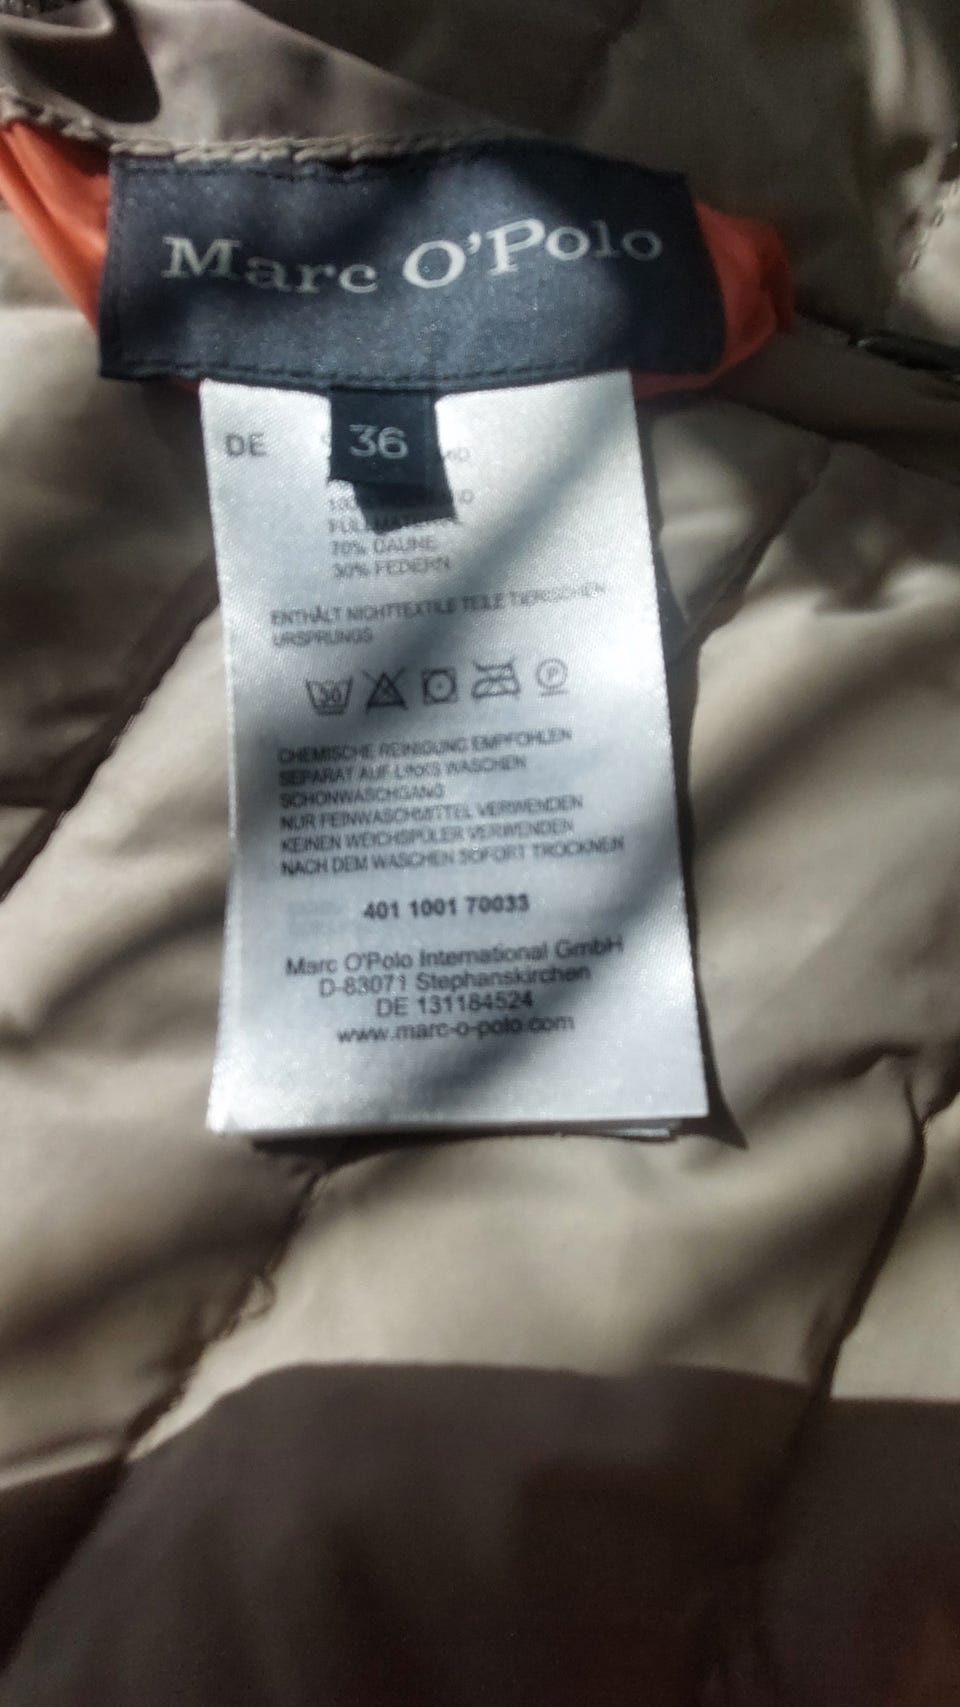 Marc O'Polo
36
DE
70% DAUNE
30% FEDERN
ENTHÄLT NICHTTEXTILE TEILE TIERISCHEN
URSPRUNGS
30 P
CHEMISCHE REINIGUNG EMPFOHLEN
SEPARAT AUF LINKS WASCHEN
SCHONWASCHGANG
NUR FEINWASCHMITTEL VERWENDEN
KEINEN WEICHSPÜLER VERWENDEN
NACH DEM WASCHEN SOFORT TROCKNEN
401 1001 70033
Marc O'Polo International GmbH
D-83071 Stephanskirchen
DE 131184524
www.marc-o-polo.com